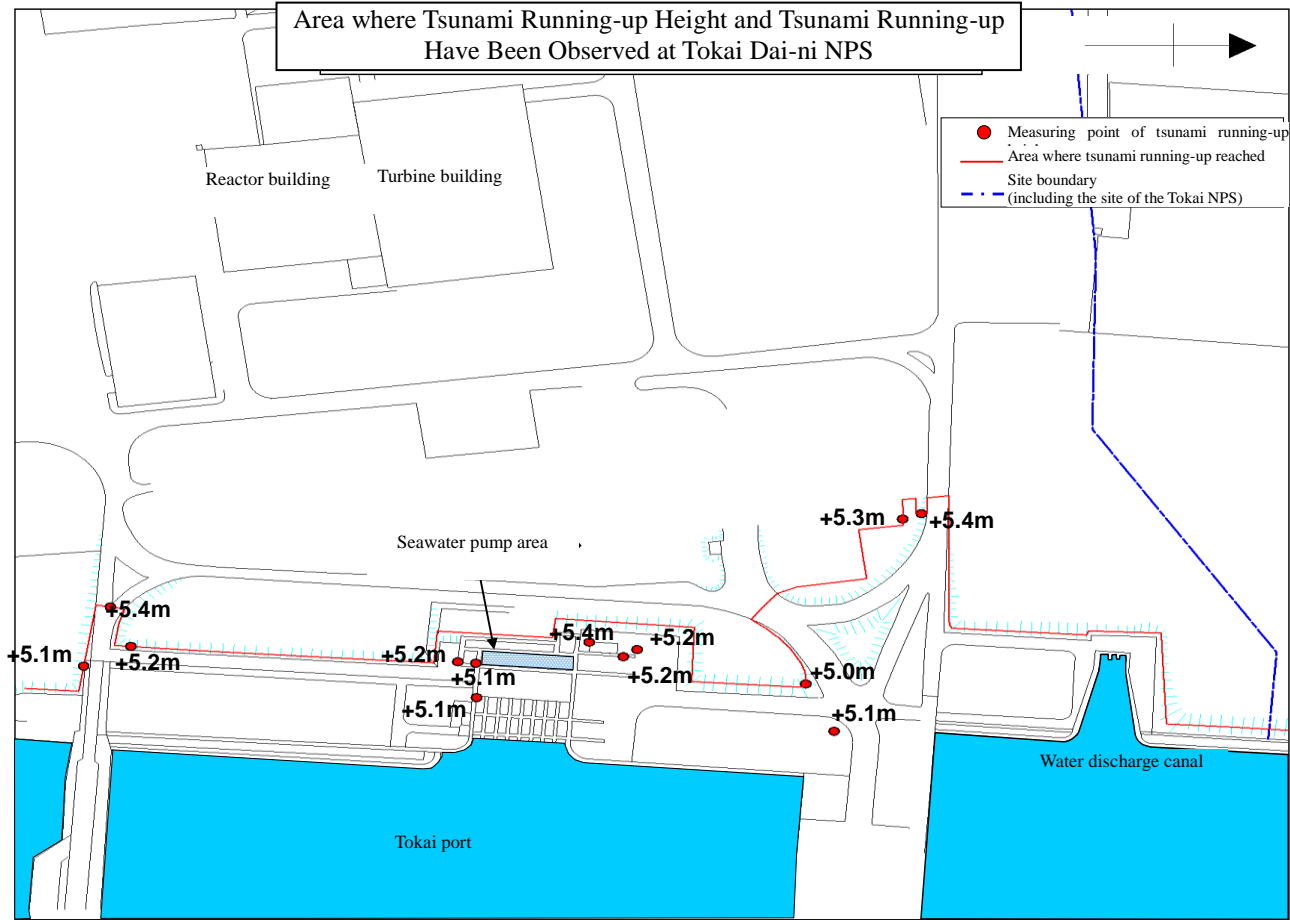 Area where Tsunami Running-up Height and Tsunami Running-up
Have Been Observed at Tokai Dai-ni NPS
Measuring point of tsunami running-up
Area where tsunami running-up reached
Site boundary
(including the site of the Tokai NPS)
Reactor building
Turbine building
Seawater pump area
+5.3m
+5.4m
+5.4m
+5.1m
+5.2m
+5.2m
+5.1m
+5.1m
+5.4m
+5.2m
+5.2m
+5.0m
+5.1m
Water discharge canal
Tokai port